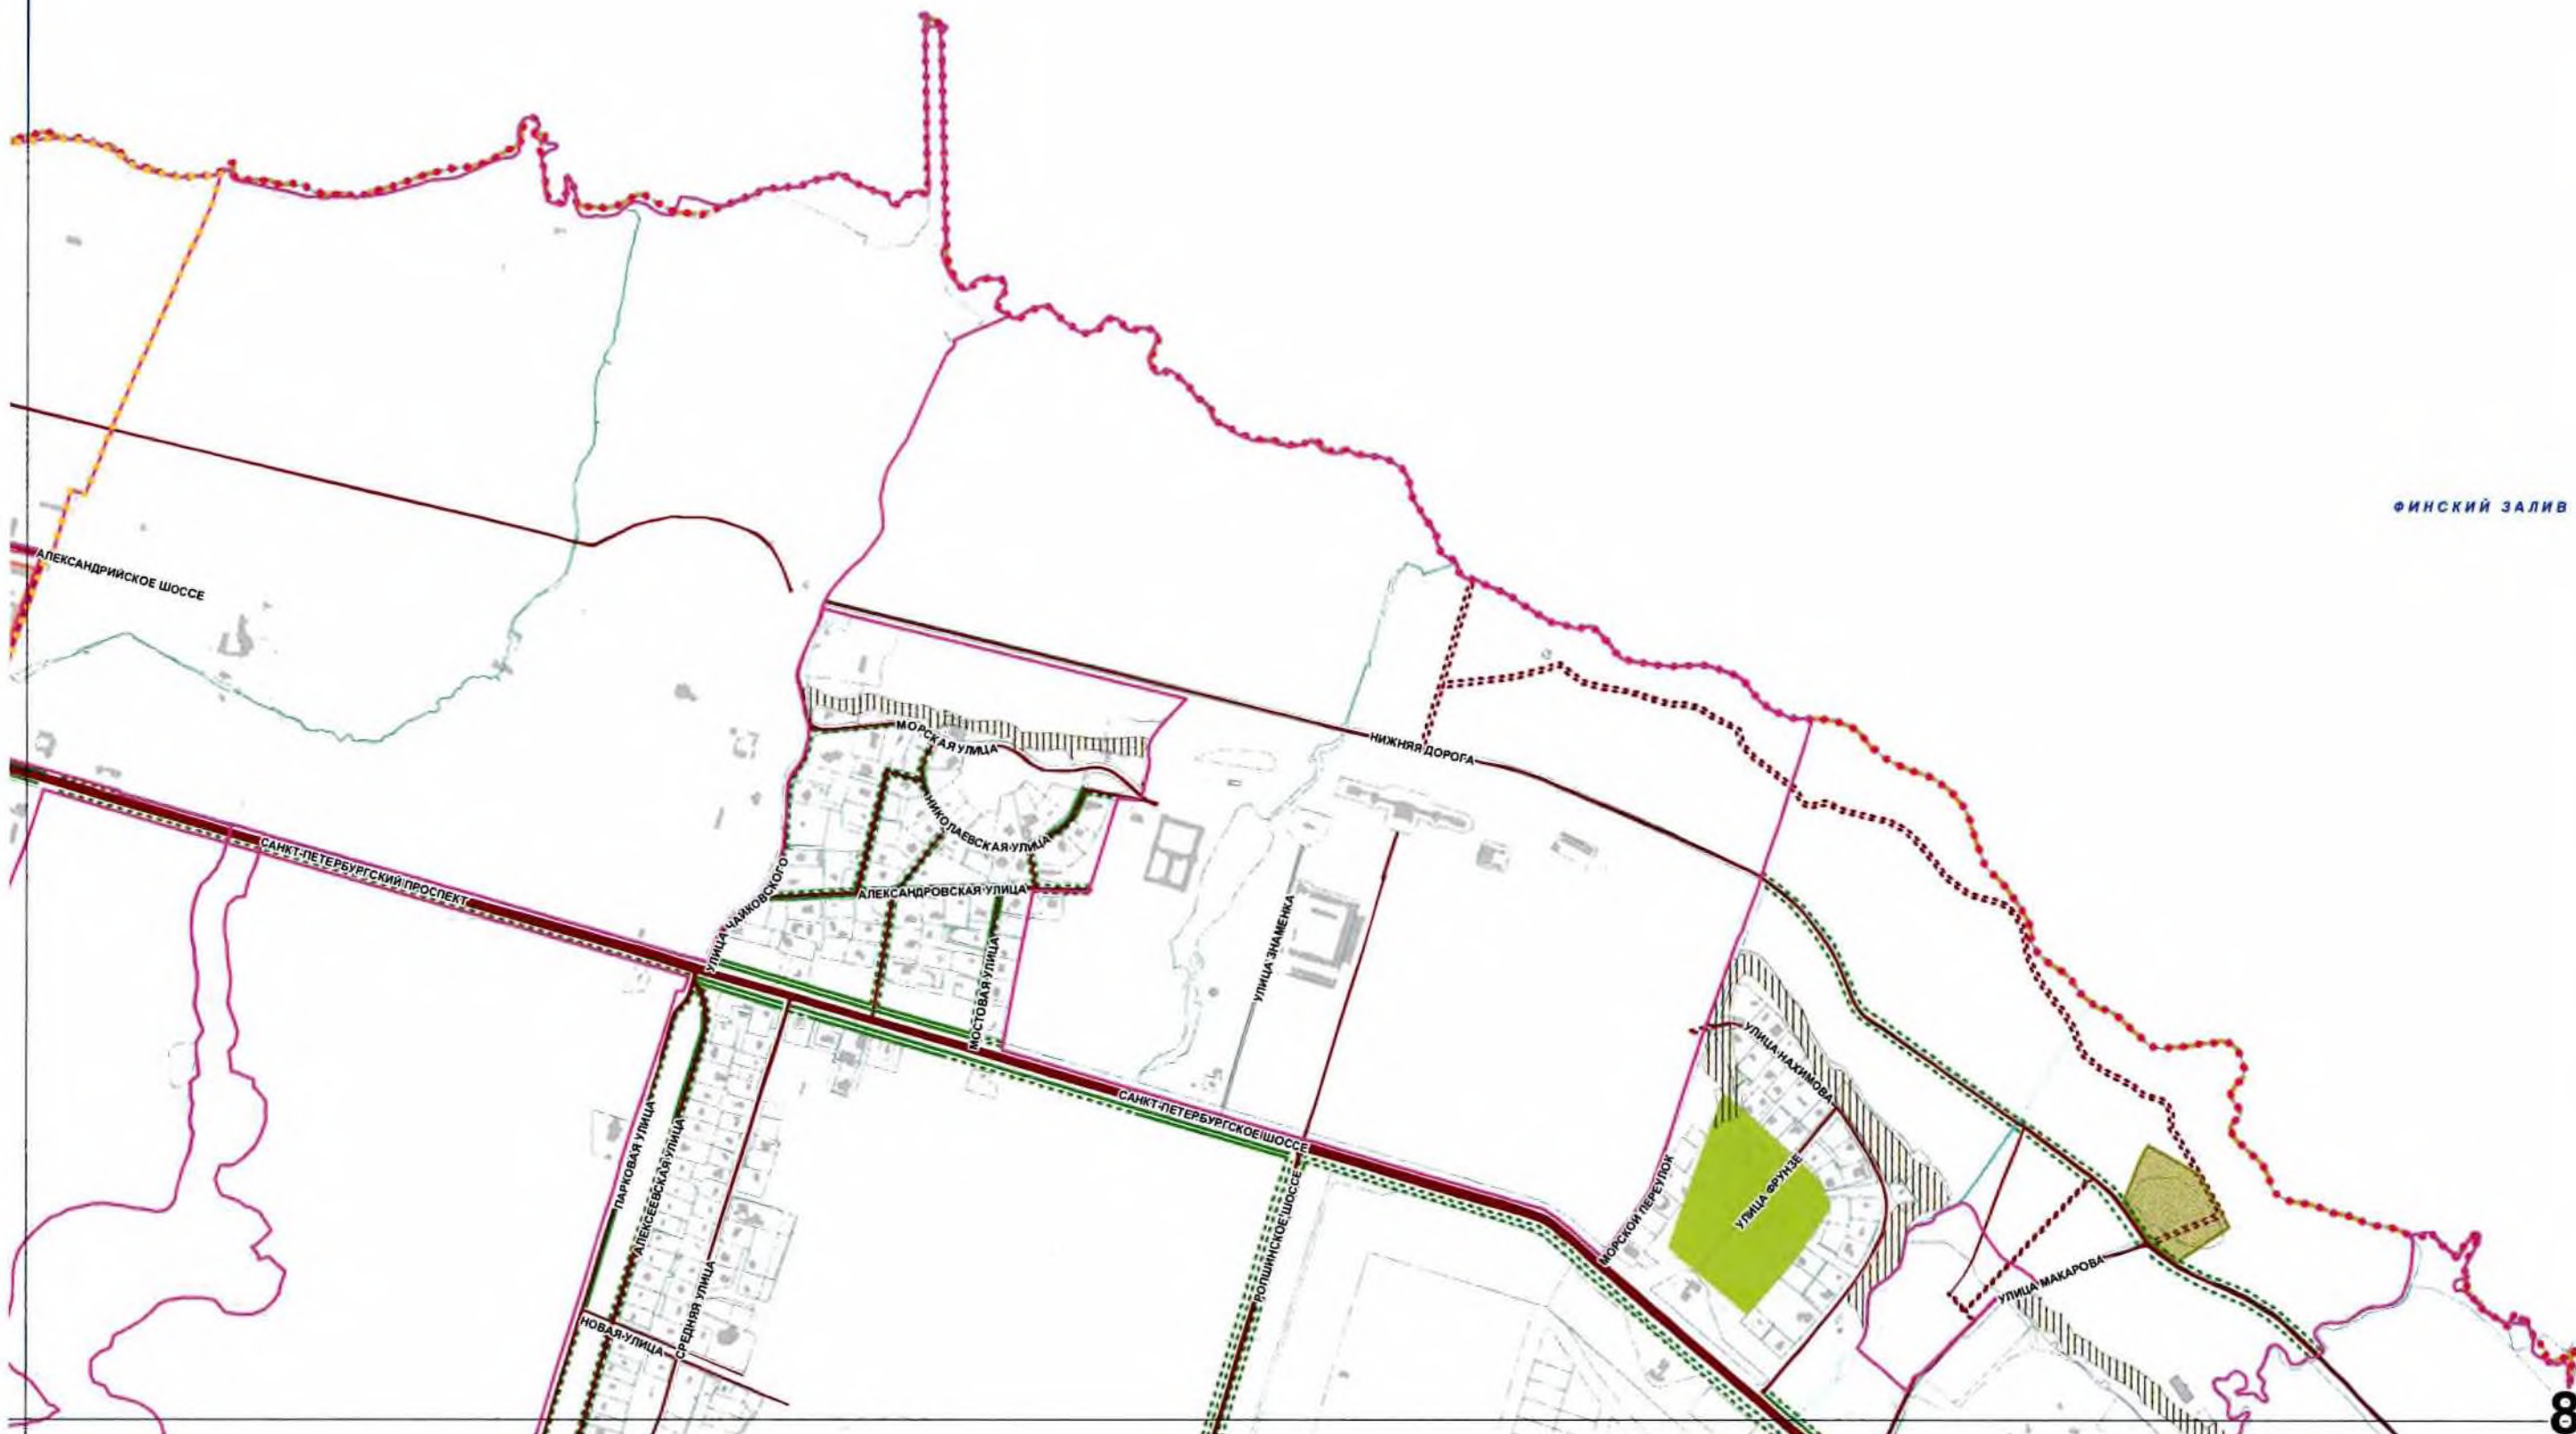 ФИНСКИЙ ЗАЛИВ
АЛЕКСАНДРИЙСКОЕ ШОССЕ
МОРСКАЯ УЛИЦА
НИЖНЯЯ ДОРОГА
НИКОЛАЕВСКАЯ УЛИЦА
САНКТ-ПЕТЕРБУРГСКИЙ ПРОСПЕКТ
АЛЕКСАНДРОВСКАЯ УЛИЦА
УЛИЦА ЧАЙКОВСКОГО
УЛИЦА ЗНАМЕНКА
МОСТОВАЯ УЛИЦА
УЛИЦА НАХИМОВА
САНКТ-ПЕТЕРБУРГСКОЕ ШОССЕ
ПАРКОВАЯ УЛИЦА
АЛЕКСЕЕВСКАЯ УЛИЦА
УЛИЦА ФРУНЗЕ
МОРСКОЙ ПЕРЕУЛОК
РОПШИНСКОЕ ШОССЕ
УЛИЦА МАКАРОВА
СРЕДНЯЯ УЛИЦА
НОВАЯ УЛИЦА
8